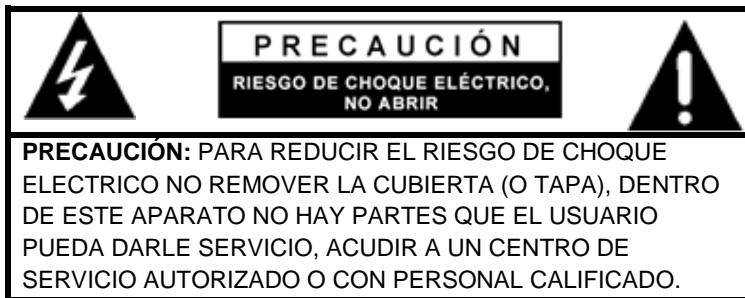 PRECAUCIÓN
RIESGO DE CHOQUE ELÉCTRICO,
NO ABRIR
PRECAUCIÓN: PARA REDUCIR EL RIESGO DE CHOQUE
ELECTRICO NO REMOVER LA CUBIERTA (O TAPA), DENTRO
DE ESTE APARATO NO HAY PARTES QUE EL USUARIO
PUEDA DARLE SERVICIO, ACUDIR A UN CENTRO DE
SERVICIO AUTORIZADO O CON PERSONAL CALIFICADO.